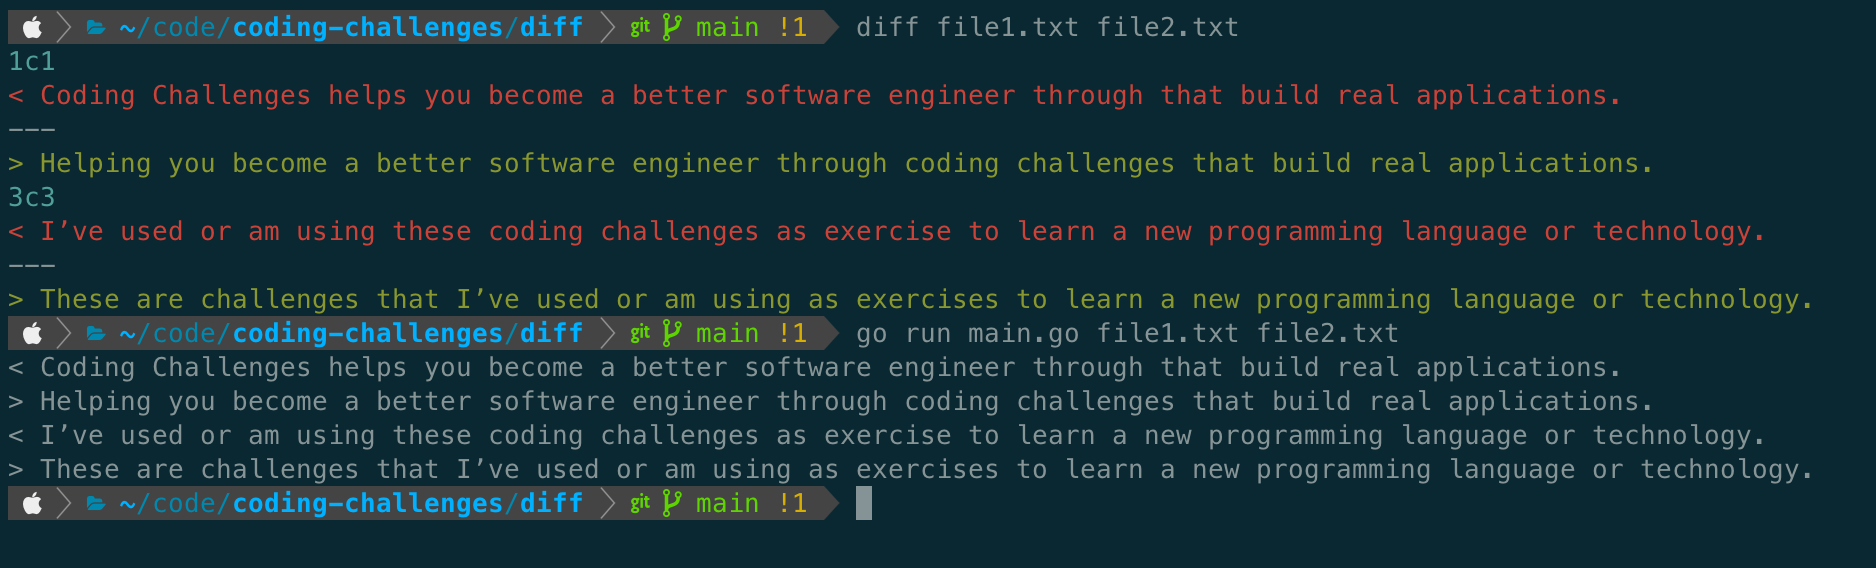 ~/code/coding-challenges/diff git main !1 diff file1.txt file2.txt
1c1
< Coding Challenges helps you become a better software engineer through that build real applications.
---
> Helping you become a better software engineer through coding challenges that build real applications.
3c3
< I’ve used or am using these coding challenges as exercise to learn a new programming language or technology.
---
> These are challenges that I’ve used or am using as exercises to learn a new programming language or technology.
~/code/coding-challenges/diff git main !1 go run main.go file1.txt file2.txt
< Coding Challenges helps you become a better software engineer through that build real applications.
> Helping you become a better software engineer through coding challenges that build real applications.
< I’ve used or am using these coding challenges as exercise to learn a new programming language or technology.
> These are challenges that I’ve used or am using as exercises to learn a new programming language or technology.
~/code/coding-challenges/diff git main !1